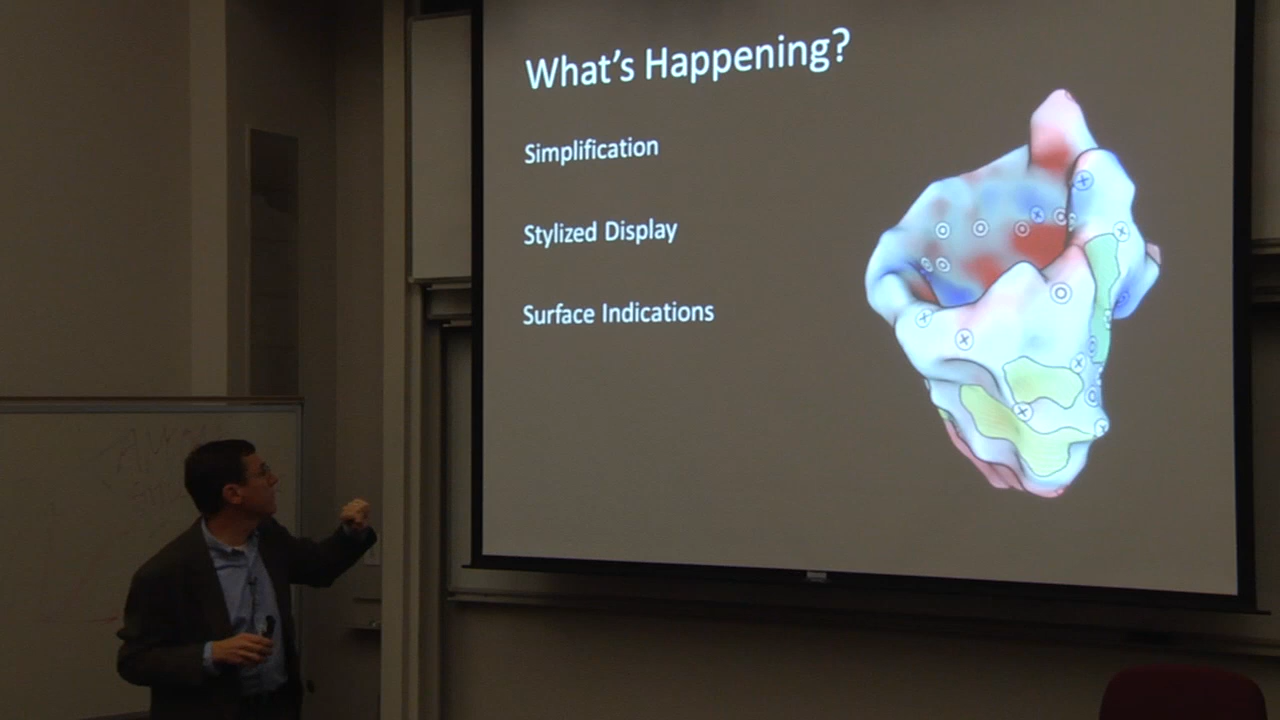 What's Happening?
Simplification
Stylized Display
Surface Indications